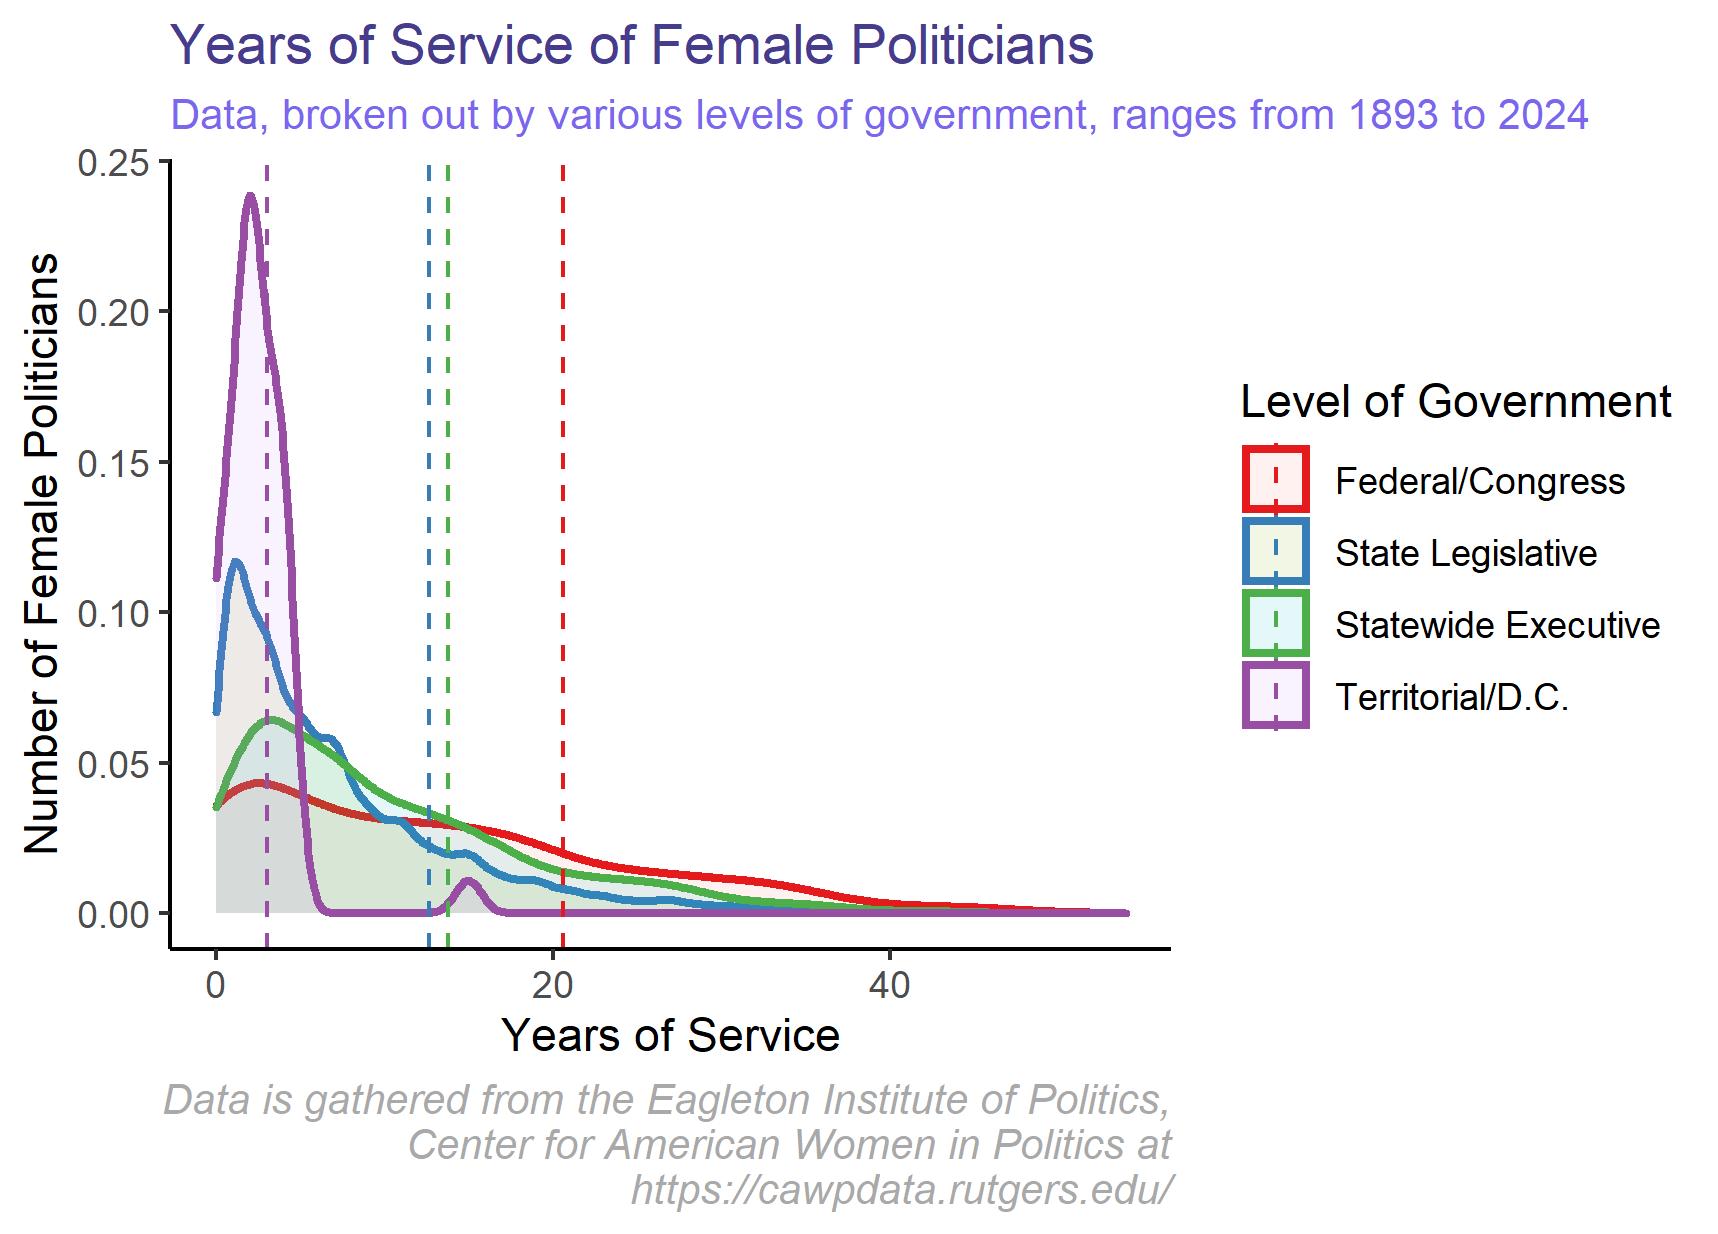 Years of Service of Female Politicians
Data, broken out by various levels of government, ranges from 1893 to 2024
Number of Female Politicians
0.25
0.20
0.15
0.10
0.05
0.00
0 20 40
Years of Service
Level of Government
Federal/Congress
State Legislative
Statewide Executive
Territorial/D.C.
Data is gathered from the Eagleton Institute of Politics,
Center for American Women in Politics at
https://cawpdata.rutgers.edu/